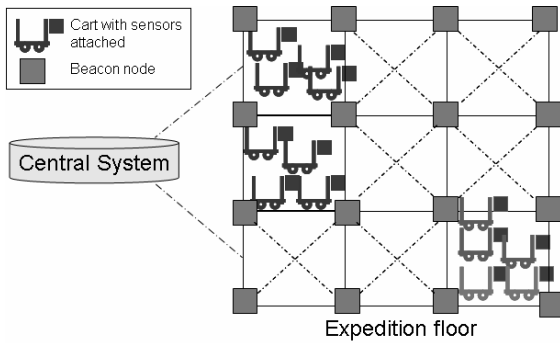 Cart with sensors
attached
Beacon node
Central System
Expedition floor